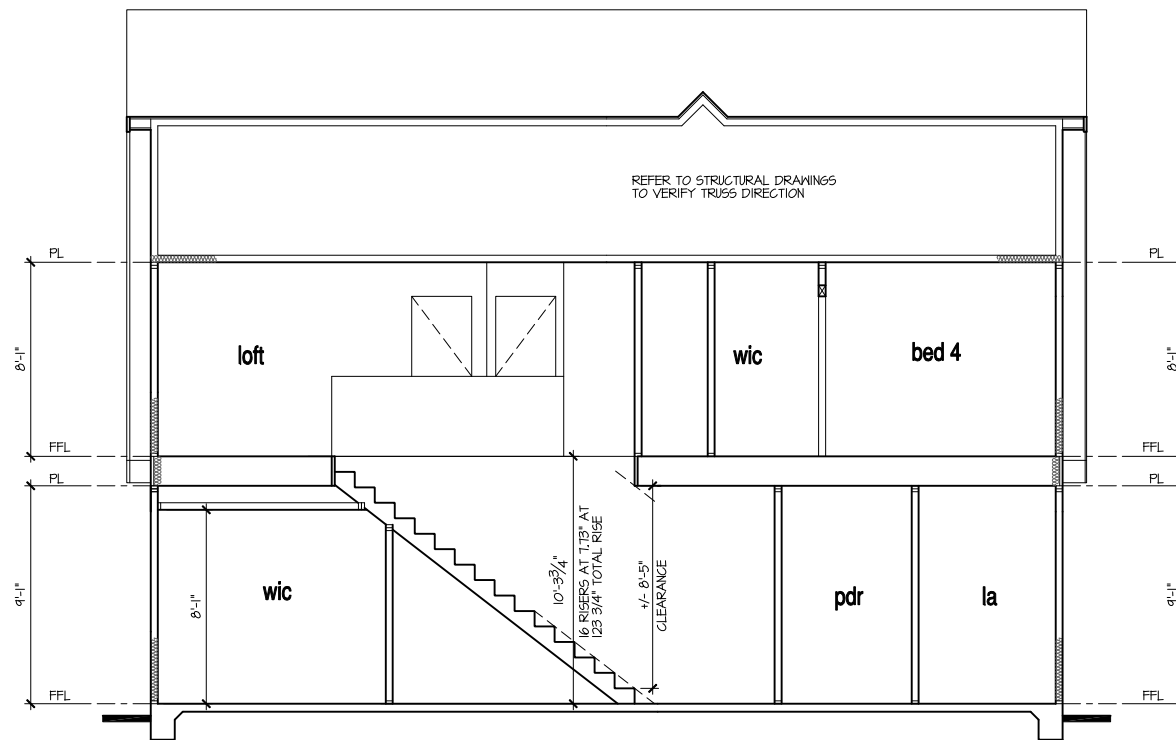 REFER TO STRUCTURAL DRAWINGS
TO VERIFY TRUSS DIRECTION
PL
PL
8'-1"
loft
wic
bed 4
8'-1"
FFL
FFL
PL
PL
9'-1"
8'-1"
wic
10'-3 3/4"
16 RISERS AT 7.73" AT
123 3/4" TOTAL RISE
+/- 8'-5"
CLEARANCE
pdr
la
9'-1"
FFL
FFL